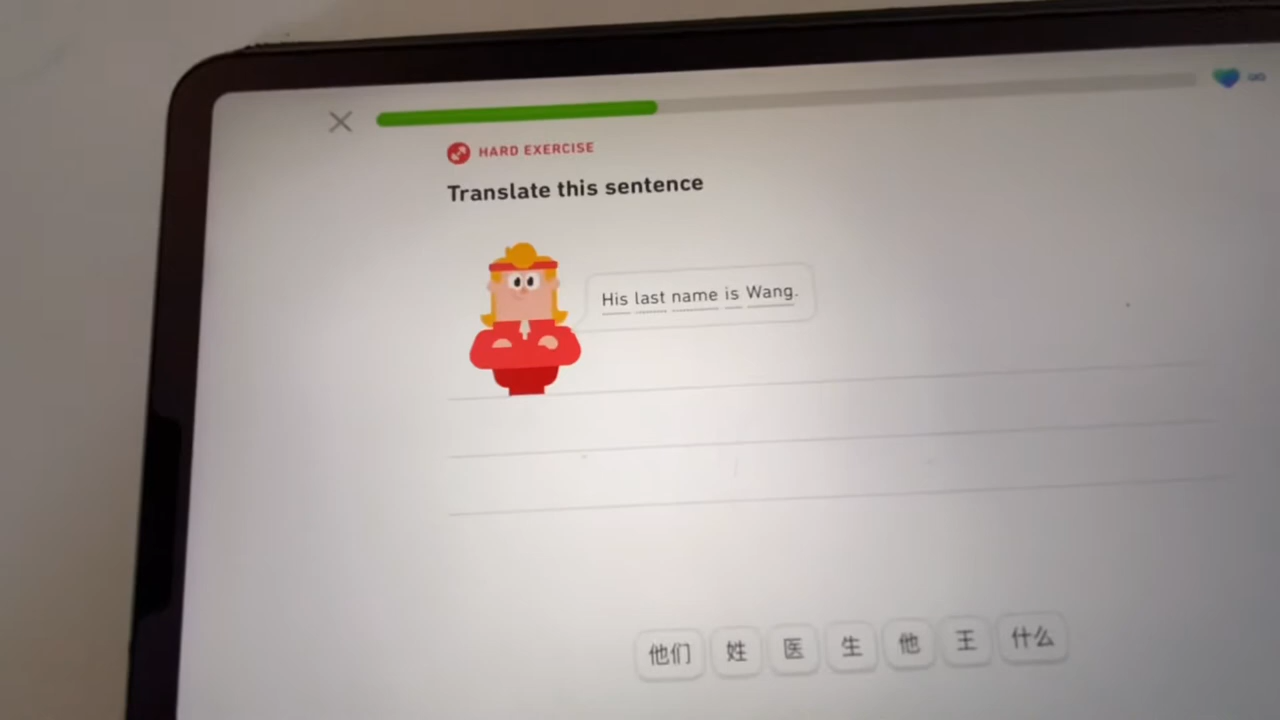 HARD EXERCISE
Translate this sentence
His last name is Wang.
他们 姓 医 生 他 王 什么